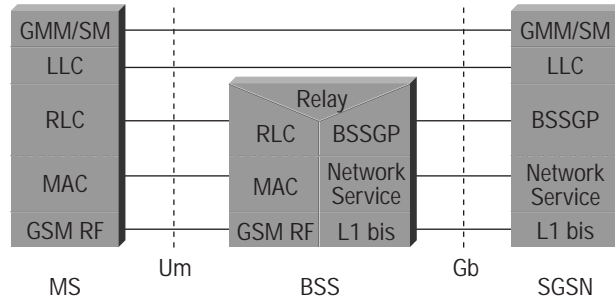 GMM/SM
LLC
RLC
MAC
GSM RF
MS
Um
Relay
RLC
BSSGP
MAC
Network
Service
GSM RF
L1 bis
BSS
Gb
GMM/SM
LLC
BSSGP
Network
Service
L1 bis
SGSN